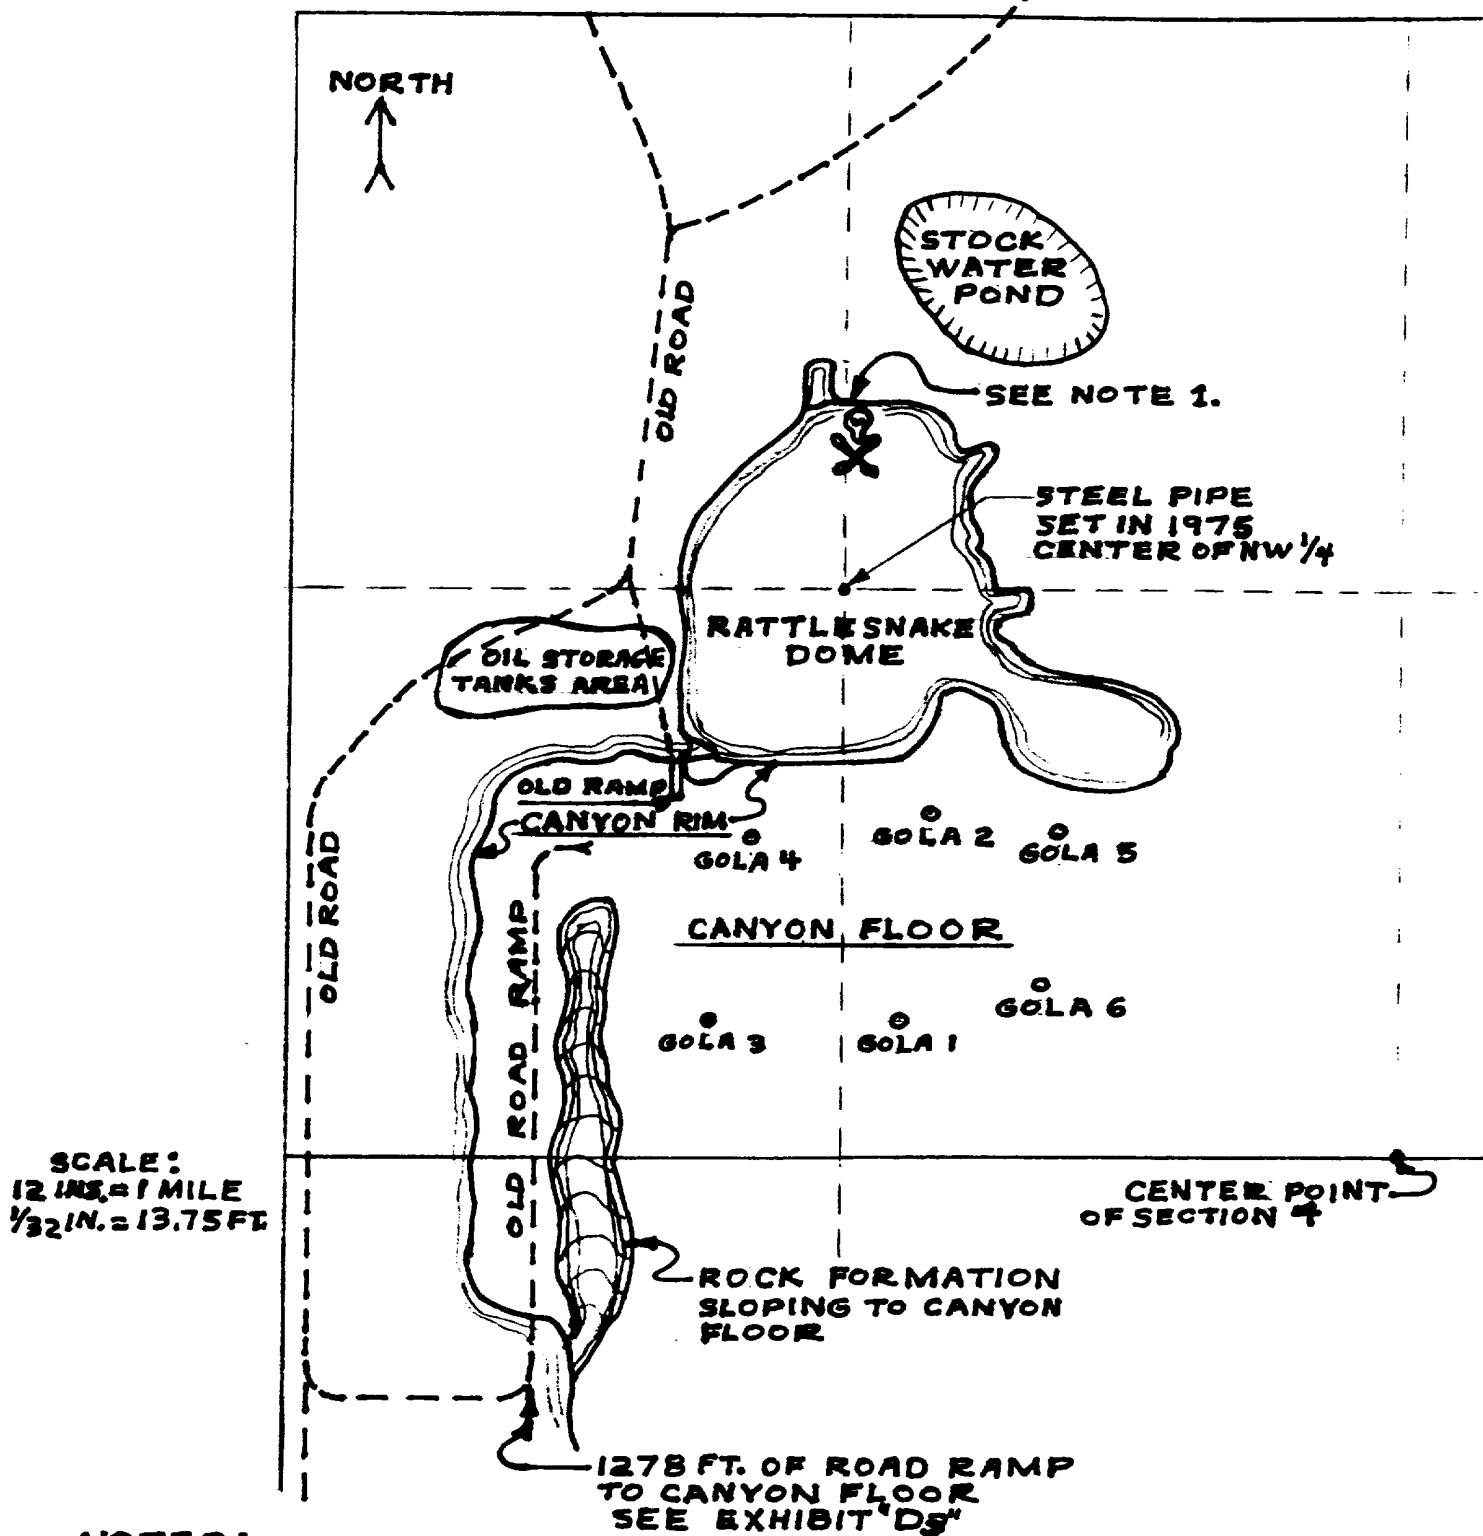 NORTH
STOCK
WATER
POND
OLD ROAD
SEE NOTE 1.
STEEL PIPE
SET IN 1975
CENTER OF NW 1/4
RATTLESNAKE
DOME
OIL STORAGE
TANKS AREA
OLD RAMP
CANYON RIM
GOLA 4
GOLA 2
GOLA 5
OLD ROAD
OLD ROAD RAMP
CANYON FLOOR
GOLA 3
GOLA 1
GOLA 6
SCALE:
12 INS. = 1 MILE
1/32 IN. = 13.75 FT.
CENTER POINT
OF SECTION 4
ROCK FORMATION
SLOPING TO CANYON
FLOOR
1278 FT. OF ROAD RAMP
TO CANYON FLOOR
SEE EXHIBIT